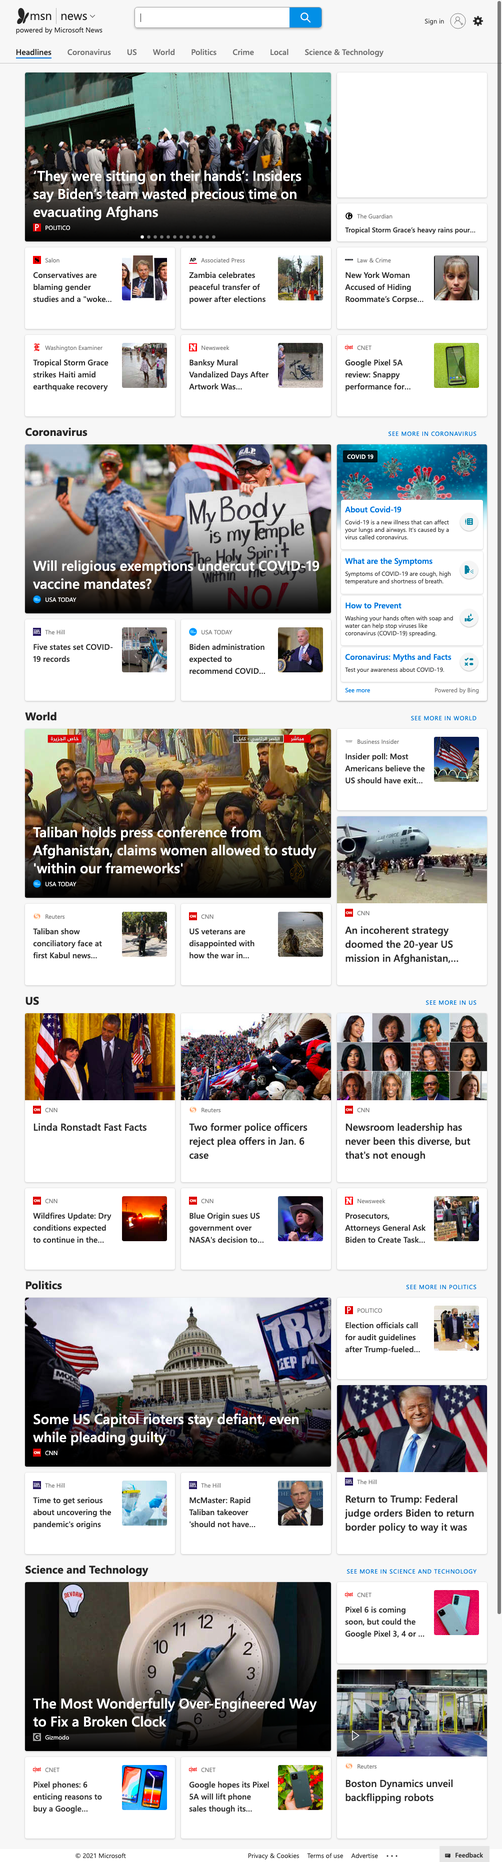 msn news
powered by Microsoft News
Sign in
Headlines Coronavirus US World Politics Crime Local Science & Technology
'They were sitting on their hands': Insiders
say Biden's team wasted precious time on
evacuating Afghans
POLITICO
The Guardian
Tropical Storm Grace's heavy rains pour...
Salon
Conservatives are
blaming gender
studies and a "woke...
Associated Press
Zambia celebrates
peaceful transfer of
power after elections
Law & Crime
New York Woman
Accused of Hiding
Roommate's Corpse...
Washington Examiner
Tropical Storm Grace
strikes Haiti amid
earthquake recovery
Newsweek
Banksy Mural
Vandalized Days After
Artwork Was...
CNET
Google Pixel 5A
review: Snappy
performance for...
Coronavirus
SEE MORE IN CORONAVIRUS
My Body
is my Temple
The Holy Spirit
Within
NO!
Will religious exemptions undercut COVID-19
vaccine mandates?
USA TODAY
COVID 19
About Covid-19
Covid-19 is a new illness that can affect
your lungs and airways. It's caused by a
virus called coronavirus.
What are the Symptoms
Symptoms of COVID-19 are cough, high
temperature and shortness of breath.
How to Prevent
Washing your hands often with soap and
water can help stop viruses like
coronavirus (COVID-19) spreading.
Coronavirus: Myths and Facts
Test your awareness about COVID-19.
See more Powered by Bing
The Hill
Five states set COVID-
19 records
USA TODAY
Biden administration
expected to
recommend COVID...
World
SEE MORE IN WORLD
Taliban holds press conference from
Afghanistan, claims women allowed to study
'within our frameworks'
USA TODAY
Business Insider
Insider poll: Most
Americans believe the
US should have exit...
CNN
An incoherent strategy
doomed the 20-year US
mission in Afghanistan,...
Reuters
Taliban show
conciliatory face at
first Kabul news...
CNN
US veterans are
disappointed with
how the war in...
US
SEE MORE IN US
CNN
Linda Ronstadt Fast Facts
Reuters
Two former police officers
reject plea offers in Jan. 6
case
CNN
Newsroom leadership has
never been this diverse, but
that's not enough
CNN
Wildfires Update: Dry
conditions expected
to continue in the...
CNN
Blue Origin sues US
government over
NASA's decision to...
Newsweek
Prosecutors,
Attorneys General Ask
Biden to Create Task...
Politics
SEE MORE IN POLITICS
Some US Capitol rioters stay defiant, even
while pleading guilty
CNN
POLITICO
Election officials call
for audit guidelines
after Trump-fueled...
The Hill
Return to Trump: Federal
judge orders Biden to return
border policy to way it was
The Hill
Time to get serious
about uncovering the
pandemic's origins
The Hill
McMaster: Rapid
Taliban takeover
'should not have...
Science and Technology
SEE MORE IN SCIENCE AND TECHNOLOGY
12
11 1
10 2
9 3
The Most Wonderfully Over-Engineered Way
to Fix a Broken Clock
Gizmodo
CNET
Pixel 6 is coming
soon, but could the
Google Pixel 3, 4 or ...
Reuters
Boston Dynamics unveil
backflipping robots
CNET
Pixel phones: 6
enticing reasons to
buy a Google...
CNET
Google hopes its Pixel
5A will lift phone
sales though its...
© 2021 Microsoft Privacy & Cookies Terms of use Advertise ... Feedback